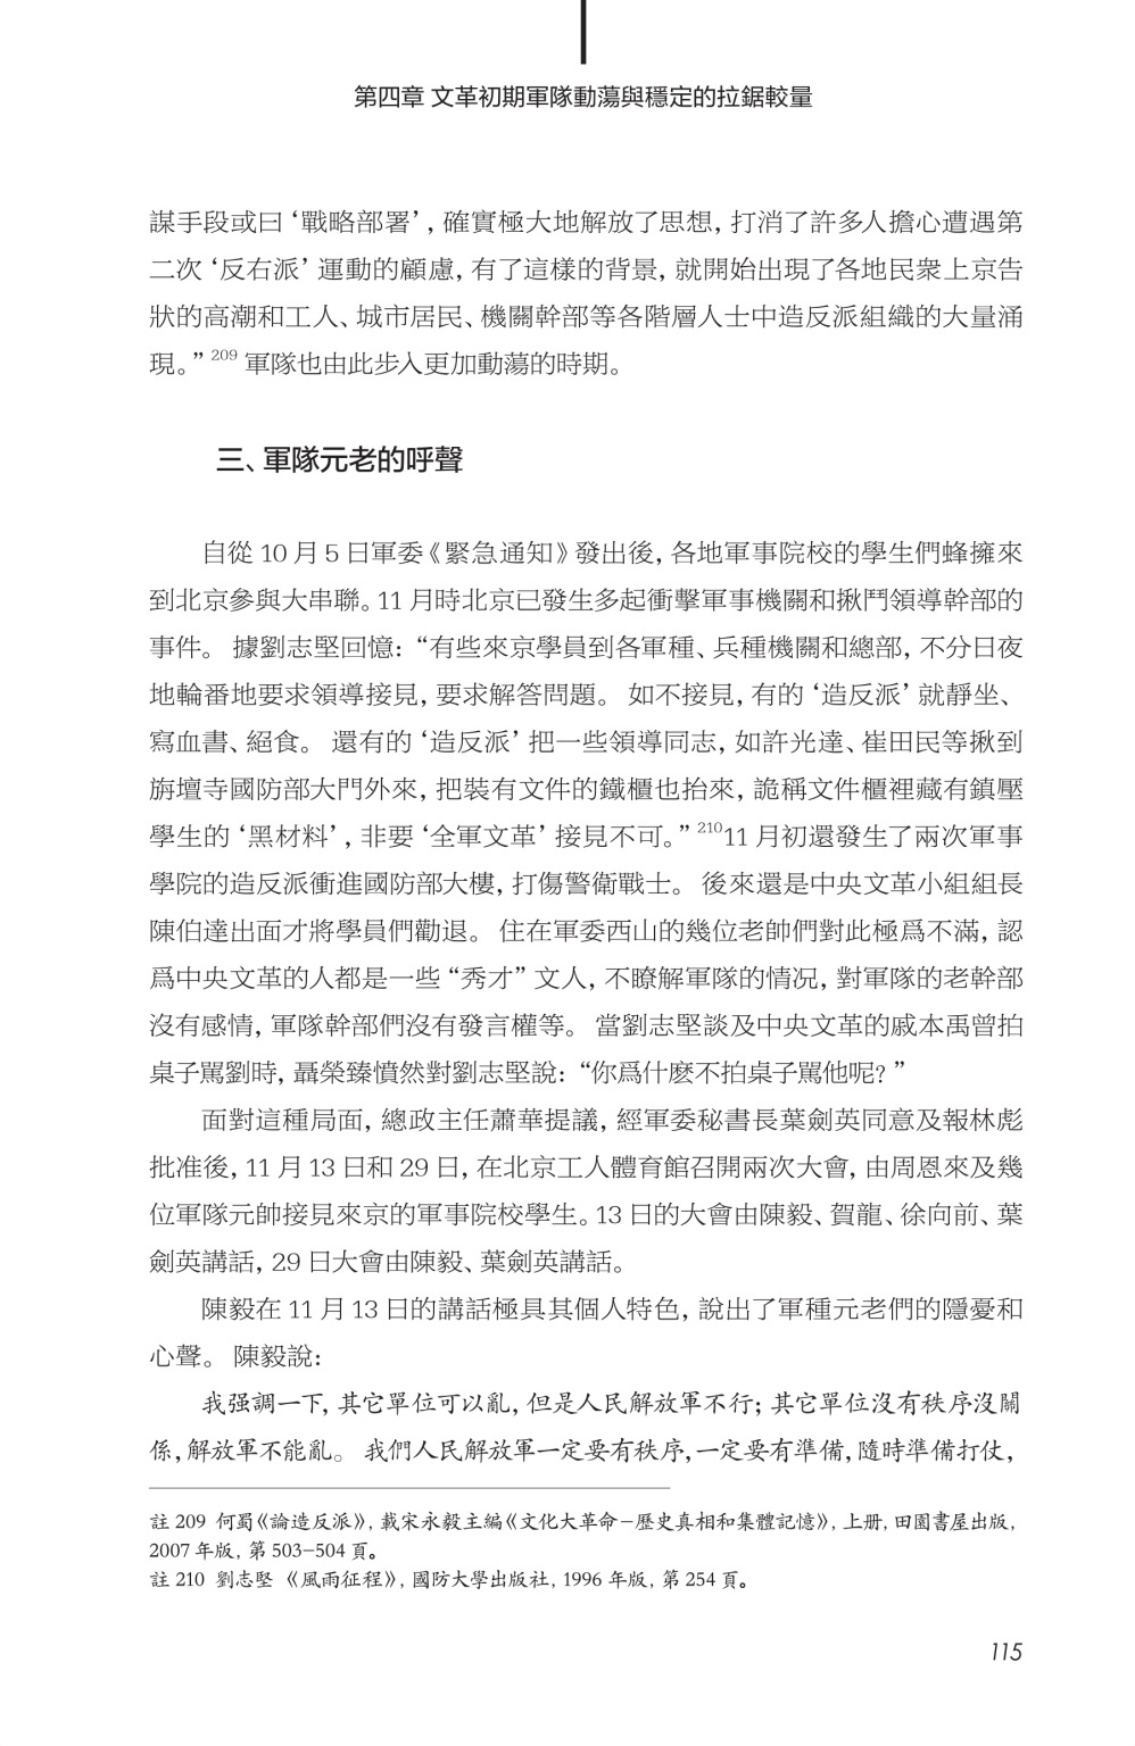 第四章 文革初期軍隊動蕩與穩定的拉鋸較量
謀手段或曰‘戰略部署’, 確實極大地解放了思想, 打消了許多人擔心遭遇第
二次‘反右派’運動的顧慮, 有了這樣的背景, 就開始出現了各地民衆上京告
狀的高潮和工人、城市居民、機關幹部等各階層人士中造反派組織的大量涌
現。” 209 軍隊也由此步入更加動蕩的時期。
三、軍隊元老的呼聲
自從 10 月 5 日軍委《緊急通知》發出後, 各地軍事院校的學生們蜂擁來
到北京參與大串聯。11 月時北京已發生多起衝擊軍事機關和揪鬥領導幹部的
事件。 據劉志堅回憶: “有些來京學員到各軍種、兵種機關和總部, 不分日夜
地輪番地要求領導接見, 要求解答問題。 如不接見, 有的‘造反派’就靜坐、
寫血書、絕食。 還有的‘造反派’把一些領導同志, 如許光達、崔田民等揪到
旃壇寺國防部大門外來, 把裝有文件的鐵櫃也抬來, 詭稱文件櫃裡藏有鎮壓
學生的‘黑材料’, 非要‘全軍文革’接見不可。” 21011 月初還發生了兩次軍事
學院的造反派衝進國防部大樓, 打傷警衛戰士。 後來還是中央文革小組組長
陳伯達出面才將學員們勸退。 住在軍委西山的幾位老帥們對此極爲不滿, 認
爲中央文革的人都是一些“秀才”文人, 不瞭解軍隊的情況, 對軍隊的老幹部
沒有感情, 軍隊幹部們沒有發言權等。 當劉志堅談及中央文革的戚本禹曾拍
桌子罵劉時, 聶榮臻憤然對劉志堅說: “你爲什麽不拍桌子罵他呢? ”
面對這種局面, 總政主任蕭華提議, 經軍委秘書長葉劍英同意及報林彪
批准後, 11 月 13 日和 29 日, 在北京工人體育館召開兩次大會, 由周恩來及幾
位軍隊元帥接見來京的軍事院校學生。13 日的大會由陳毅、賀龍、徐向前、葉
劍英講話, 29 日大會由陳毅、葉劍英講話。
陳毅在 11 月 13 日的講話極具其個人特色, 說出了軍種元老們的隱憂和
心聲。 陳毅說:
我强調一下, 其它單位可以亂, 但是人民解放軍不行; 其它單位沒有秩序沒關
係, 解放軍不能亂。 我們人民解放軍一定要有秩序, 一定要有準備, 隨時準備打仗,
註 209 何蜀《論造反派》, 載宋永毅主編《文化大革命–歷史真相和集體記憶》, 上册, 田園書屋出版,
2007 年版, 第 503–504 頁。
註 210 劉志堅 《風雨征程》, 國防大學出版社, 1996 年版, 第 254 頁。
115